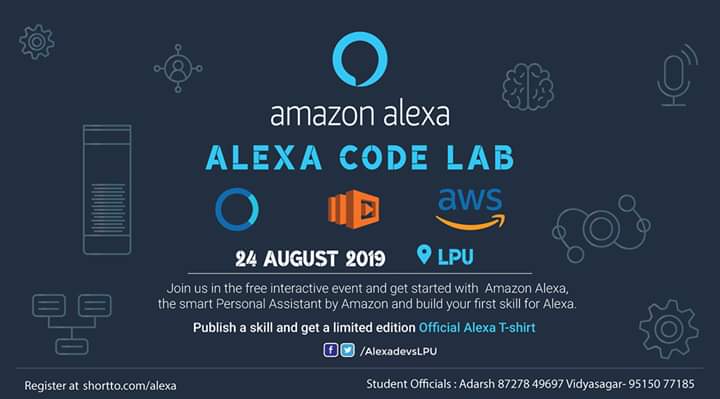 amazon alexa
ALEXA CODE LAB
aws
24 AUGUST 2019 LPU
Join us in the free interactive event and get started with Amazon Alexa,
the smart Personal Assistant by Amazon and build your first skill for Alexa.
Publish a skill and get a limited edition Official Alexa T-shirt
/AlexadevsLPU
Register at shortto.com/alexa
Student Officials : Adarsh 87278 49697 Vidyasagar- 95150 77185